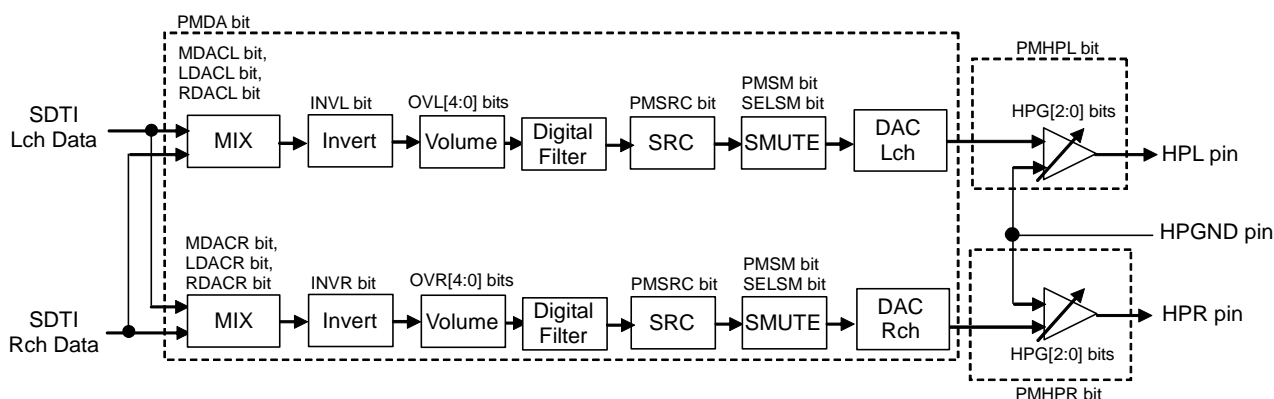 PMDA bit
PMHPL bit
MDACL bit,
LDACL bit,
RDACL bit
SDTI
Lch Data
MIX
INVL bit
Invert
OVL[4:0] bits
Volume
Digital
Filter
PMSRC bit
SRC
PMSM bit
SELSM bit
SMUTE
DAC
Lch
HPG[2:0] bits
HPL pin
HPGND pin
MDACR bit,
LDACR bit,
RDACR bit
SDTI
Rch Data
MIX
INVR bit
Invert
OVR[4:0] bits
Volume
Digital
Filter
PMSRC bit
SRC
PMSM bit
SELSM bit
SMUTE
DAC
Rch
HPR pin
HPG[2:0] bits
PMHPR bit